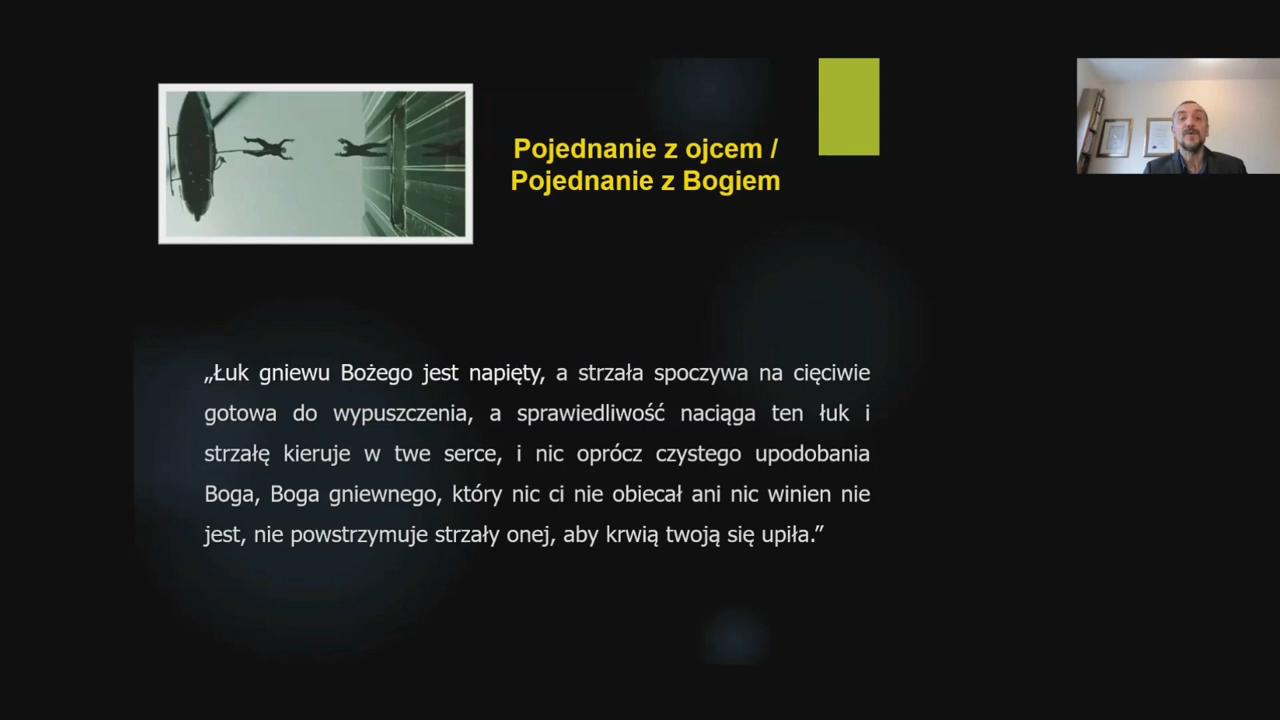 Pojednanie z ojcem /
Pojednanie z Bogiem
„Łuk gniewu Bożego jest napięty, a strzała spoczywa na cięciwie
gotowa do wypuszczenia, a sprawiedliwość naciąga ten łuk i
strzałę kieruje w twe serce, i nic oprócz czystego upodobania
Boga, Boga gniewnego, który nic ci nie obiecał ani nic winien nie
jest, nie powstrzymuje strzały onej, aby krwią twoją się upiła.”